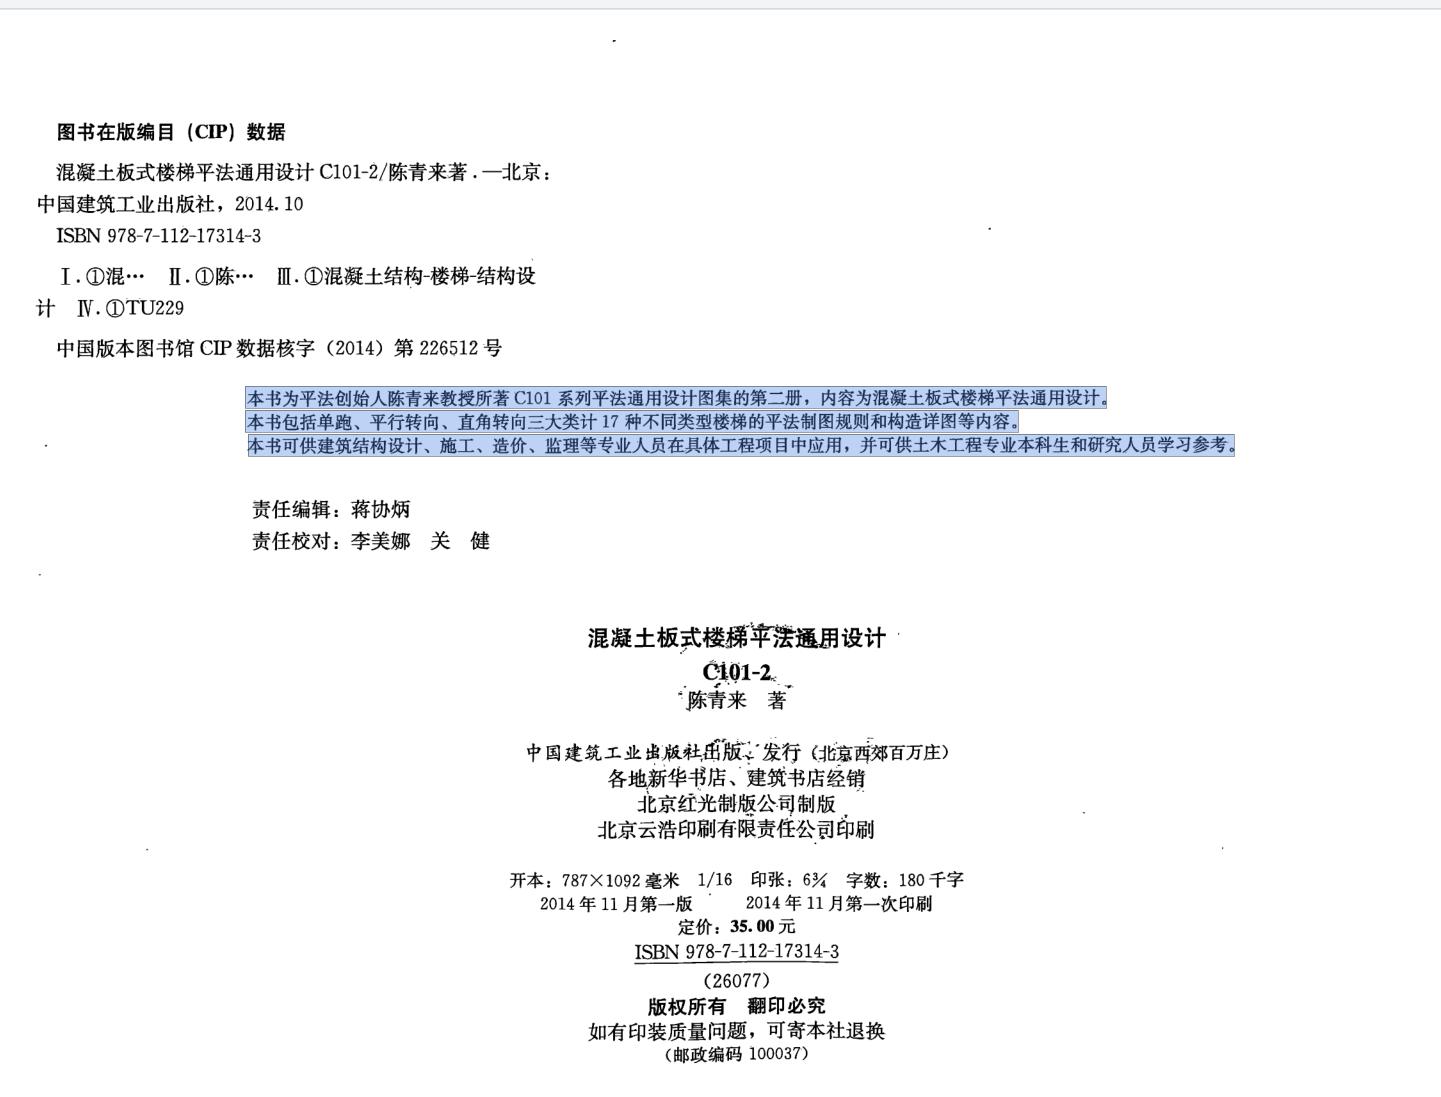 图书在版编目（CIP）数据
混凝土板式楼梯平法通用设计 C101-2/陈青来著．—北京：
中国建筑工业出版社，2014.10
ISBN 978-7-112-17314-3
Ⅰ.①混… Ⅱ.①陈… Ⅲ.①混凝土结构-楼梯-结构设
计 Ⅳ.①TU229
中国版本图书馆 CIP 数据核字（2014）第 226512 号
本书为平法创始人陈青来教授所著 C101 系列平法通用设计图集的第二册，内容为混凝土板式楼梯平法通用设计。
本书包括单跑、平行转向、直角转向三大类计 17 种不同类型楼梯的平法制图规则和构造详图等内容。
本书可供建筑结构设计、施工、造价、监理等专业人员在具体工程项目中应用，并可供土木工程专业本科生和研究人员学习参考。
责任编辑：蒋协炳
责任校对：李美娜 关 健
混凝土板式楼梯平法通用设计
C101-2
陈青来 著
中国建筑工业出版社出版、发行（北京西郊百万庄）
各地新华书店、建筑书店经销
北京红光制版公司制版
北京云浩印刷有限责任公司印刷
开本：787×1092 毫米 1/16 印张：6¾ 字数：180 千字
2014 年 11 月第一版 2014 年 11 月第一次印刷
定价：35.00 元
ISBN 978-7-112-17314-3
（26077）
版权所有 翻印必究
如有印装质量问题，可寄本社退换
（邮政编码 100037）